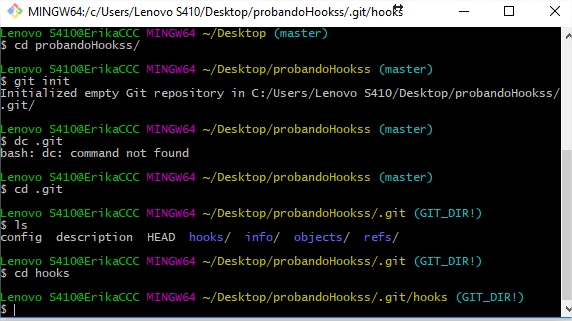 MINGW64:/c/Users/Lenovo S410/Desktop/probandoHookss/.git/hooks
Lenovo S410@ErikaCCC MINGW64 ~/Desktop (master)
$ cd probandoHookss/
Lenovo S410@ErikaCCC MINGW64 ~/Desktop/probandoHookss (master)
$ git init
Initialized empty Git repository in C:/Users/Lenovo S410/Desktop/probandoHookss/
.git/
Lenovo S410@ErikaCCC MINGW64 ~/Desktop/probandoHookss (master)
$ dc .git
bash: dc: command not found
Lenovo S410@ErikaCCC MINGW64 ~/Desktop/probandoHookss (master)
$ cd .git
Lenovo S410@ErikaCCC MINGW64 ~/Desktop/probandoHookss/.git (GIT_DIR!)
$ ls
config description HEAD hooks/ info/ objects/ refs/
Lenovo S410@ErikaCCC MINGW64 ~/Desktop/probandoHookss/.git (GIT_DIR!)
$ cd hooks
Lenovo S410@ErikaCCC MINGW64 ~/Desktop/probandoHookss/.git/hooks (GIT_DIR!)
$